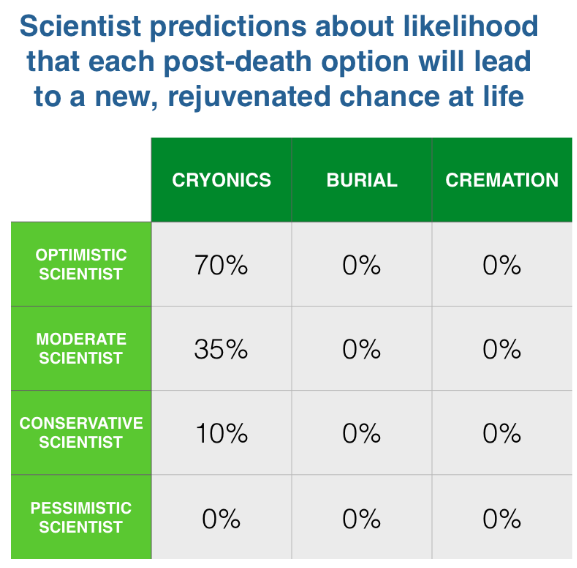 Scientist predictions about likelihood
that each post-death option will lead
to a new, rejuvenated chance at life
CRYONICS BURIAL CREMATION
OPTIMISTIC
SCIENTIST
70% 0% 0%
MODERATE
SCIENTIST
35% 0% 0%
CONSERVATIVE
SCIENTIST
10% 0% 0%
PESSIMISTIC
SCIENTIST
0% 0% 0%